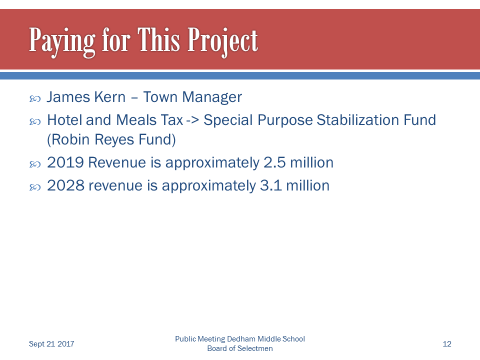 Paying for This Project
James Kern – Town Manager
Hotel and Meals Tax -> Special Purpose Stabilization Fund
(Robin Reyes Fund)
2019 Revenue is approximately 2.5 million
2028 revenue is approximately 3.1 million
Sept 21 2017
Public Meeting Dedham Middle School
Board of Selectmen
12